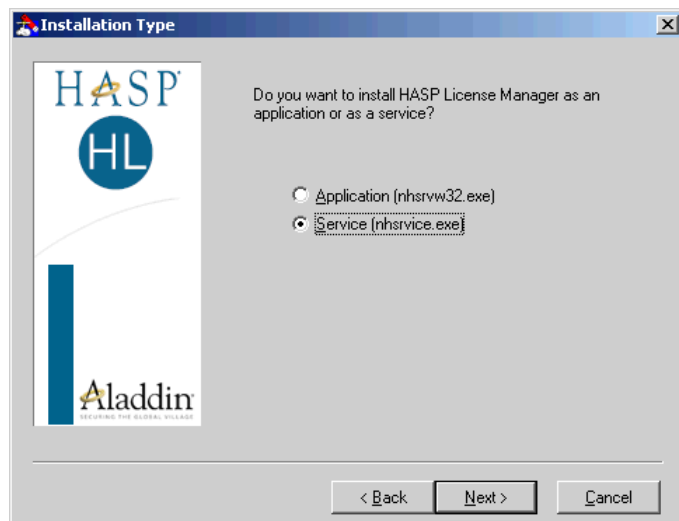 Installation Type
HASP
HL
Do you want to install HASP License Manager as an
application or as a service?
Application (nhsrvw32.exe)
Service (nhsrvice.exe)
Aladdin
SECURING THE GLOBAL VILLAGE
< Back
Next >
Cancel